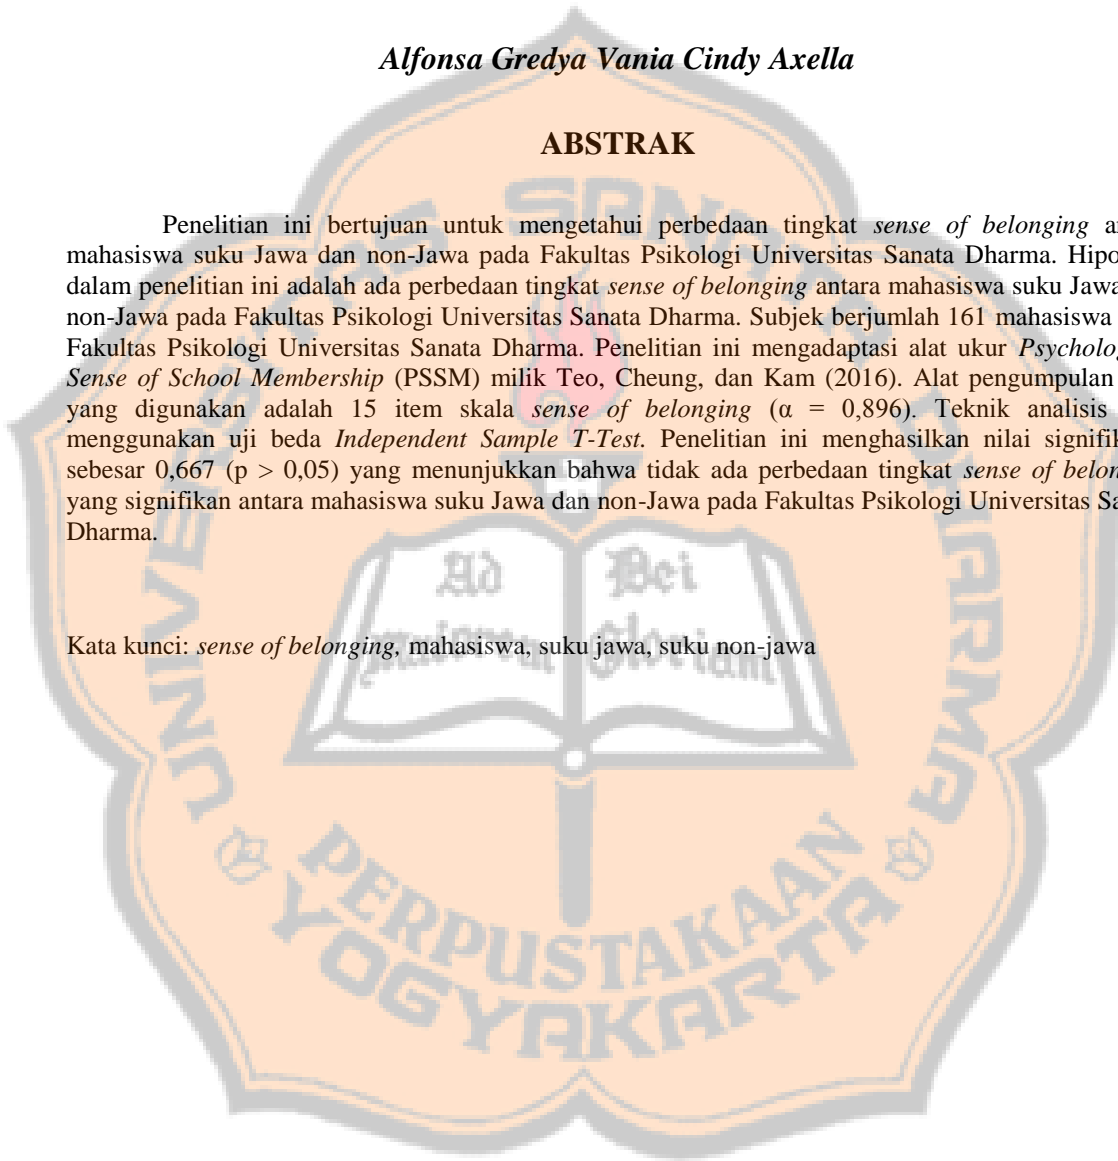 Alfonsa Gredya Vania Cindy Axella
ABSTRAK
Penelitian ini bertujuan untuk mengetahui perbedaan tingkat sense of belonging
mahasiswa suku Jawa dan non-Jawa pada Fakultas Psikologi Universitas Sanata Dharma.
dalam penelitian ini adalah ada perbedaan tingkat sense of belonging antara mahasiswa suku Jawa
non-Jawa pada Fakultas Psikologi Universitas Sanata Dharma. Subjek berjumlah 161 mahasiswa
Fakultas Psikologi Universitas Sanata Dharma. Penelitian ini mengadaptasi alat ukur
Sense of School Membership (PSSM) milik Teo, Cheung, dan Kam (2016). Alat pengumpulan
yang digunakan adalah 15 item skala sense of belonging (α = 0,896). Teknik analisis
menggunakan uji beda Independent Sample T-Test. Penelitian ini menghasilkan nilai
sebesar 0,667 (p > 0,05) yang menunjukkan bahwa tidak ada perbedaan tingkat sense of
yang signifikan antara mahasiswa suku Jawa dan non-Jawa pada Fakultas Psikologi Universitas
Dharma.
Kata kunci: sense of belonging, mahasiswa, suku jawa, suku non-jawa
UNIVERSITAS SANATA DHARMA
Ad Dei
maiorem Gloriam
PERPUSTAKAAN
YOGYAKARTA